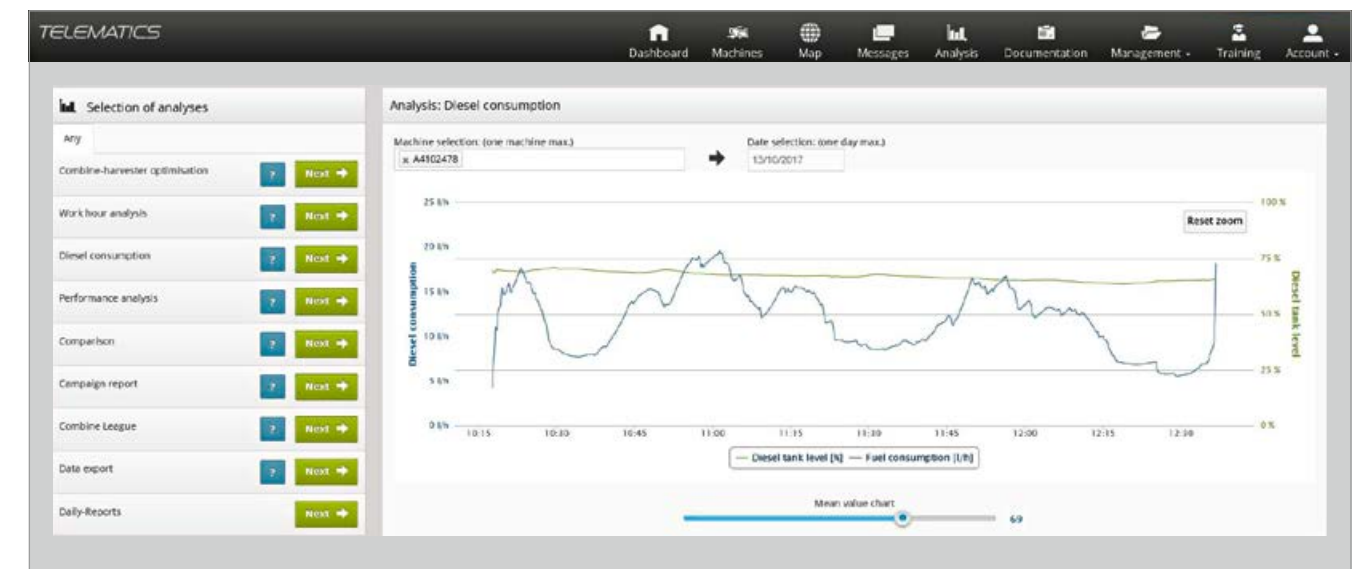 TELEMATICS
Dashboard Machines Map Messages Analysis Documentation Management Training Account
Selection of analyses
Any
Combine-harvester optimisation ? Next
Work hour analysis ? Next
Diesel consumption ? Next
Performance analysis ? Next
Comparison ? Next
Campaign report ? Next
Combine League ? Next
Data export ? Next
Daily-Reports Next
Analysis: Diesel consumption
Machine selection: (one machine max.)
Date selection: (one day max.)
x A4102478
13/10/2017
Reset zoom
Diesel consumption
25 l/h
20 l/h
15 l/h
10 l/h
5 l/h
0 l/h
100 %
75 %
50 %
25 %
0 %
Diesel tank level
10:15 10:30 10:45 11:00 11:15 11:30 11:45 12:00 12:15 12:30
Diesel tank level [%] Fuel consumption [l/h]
Mean value chart
69